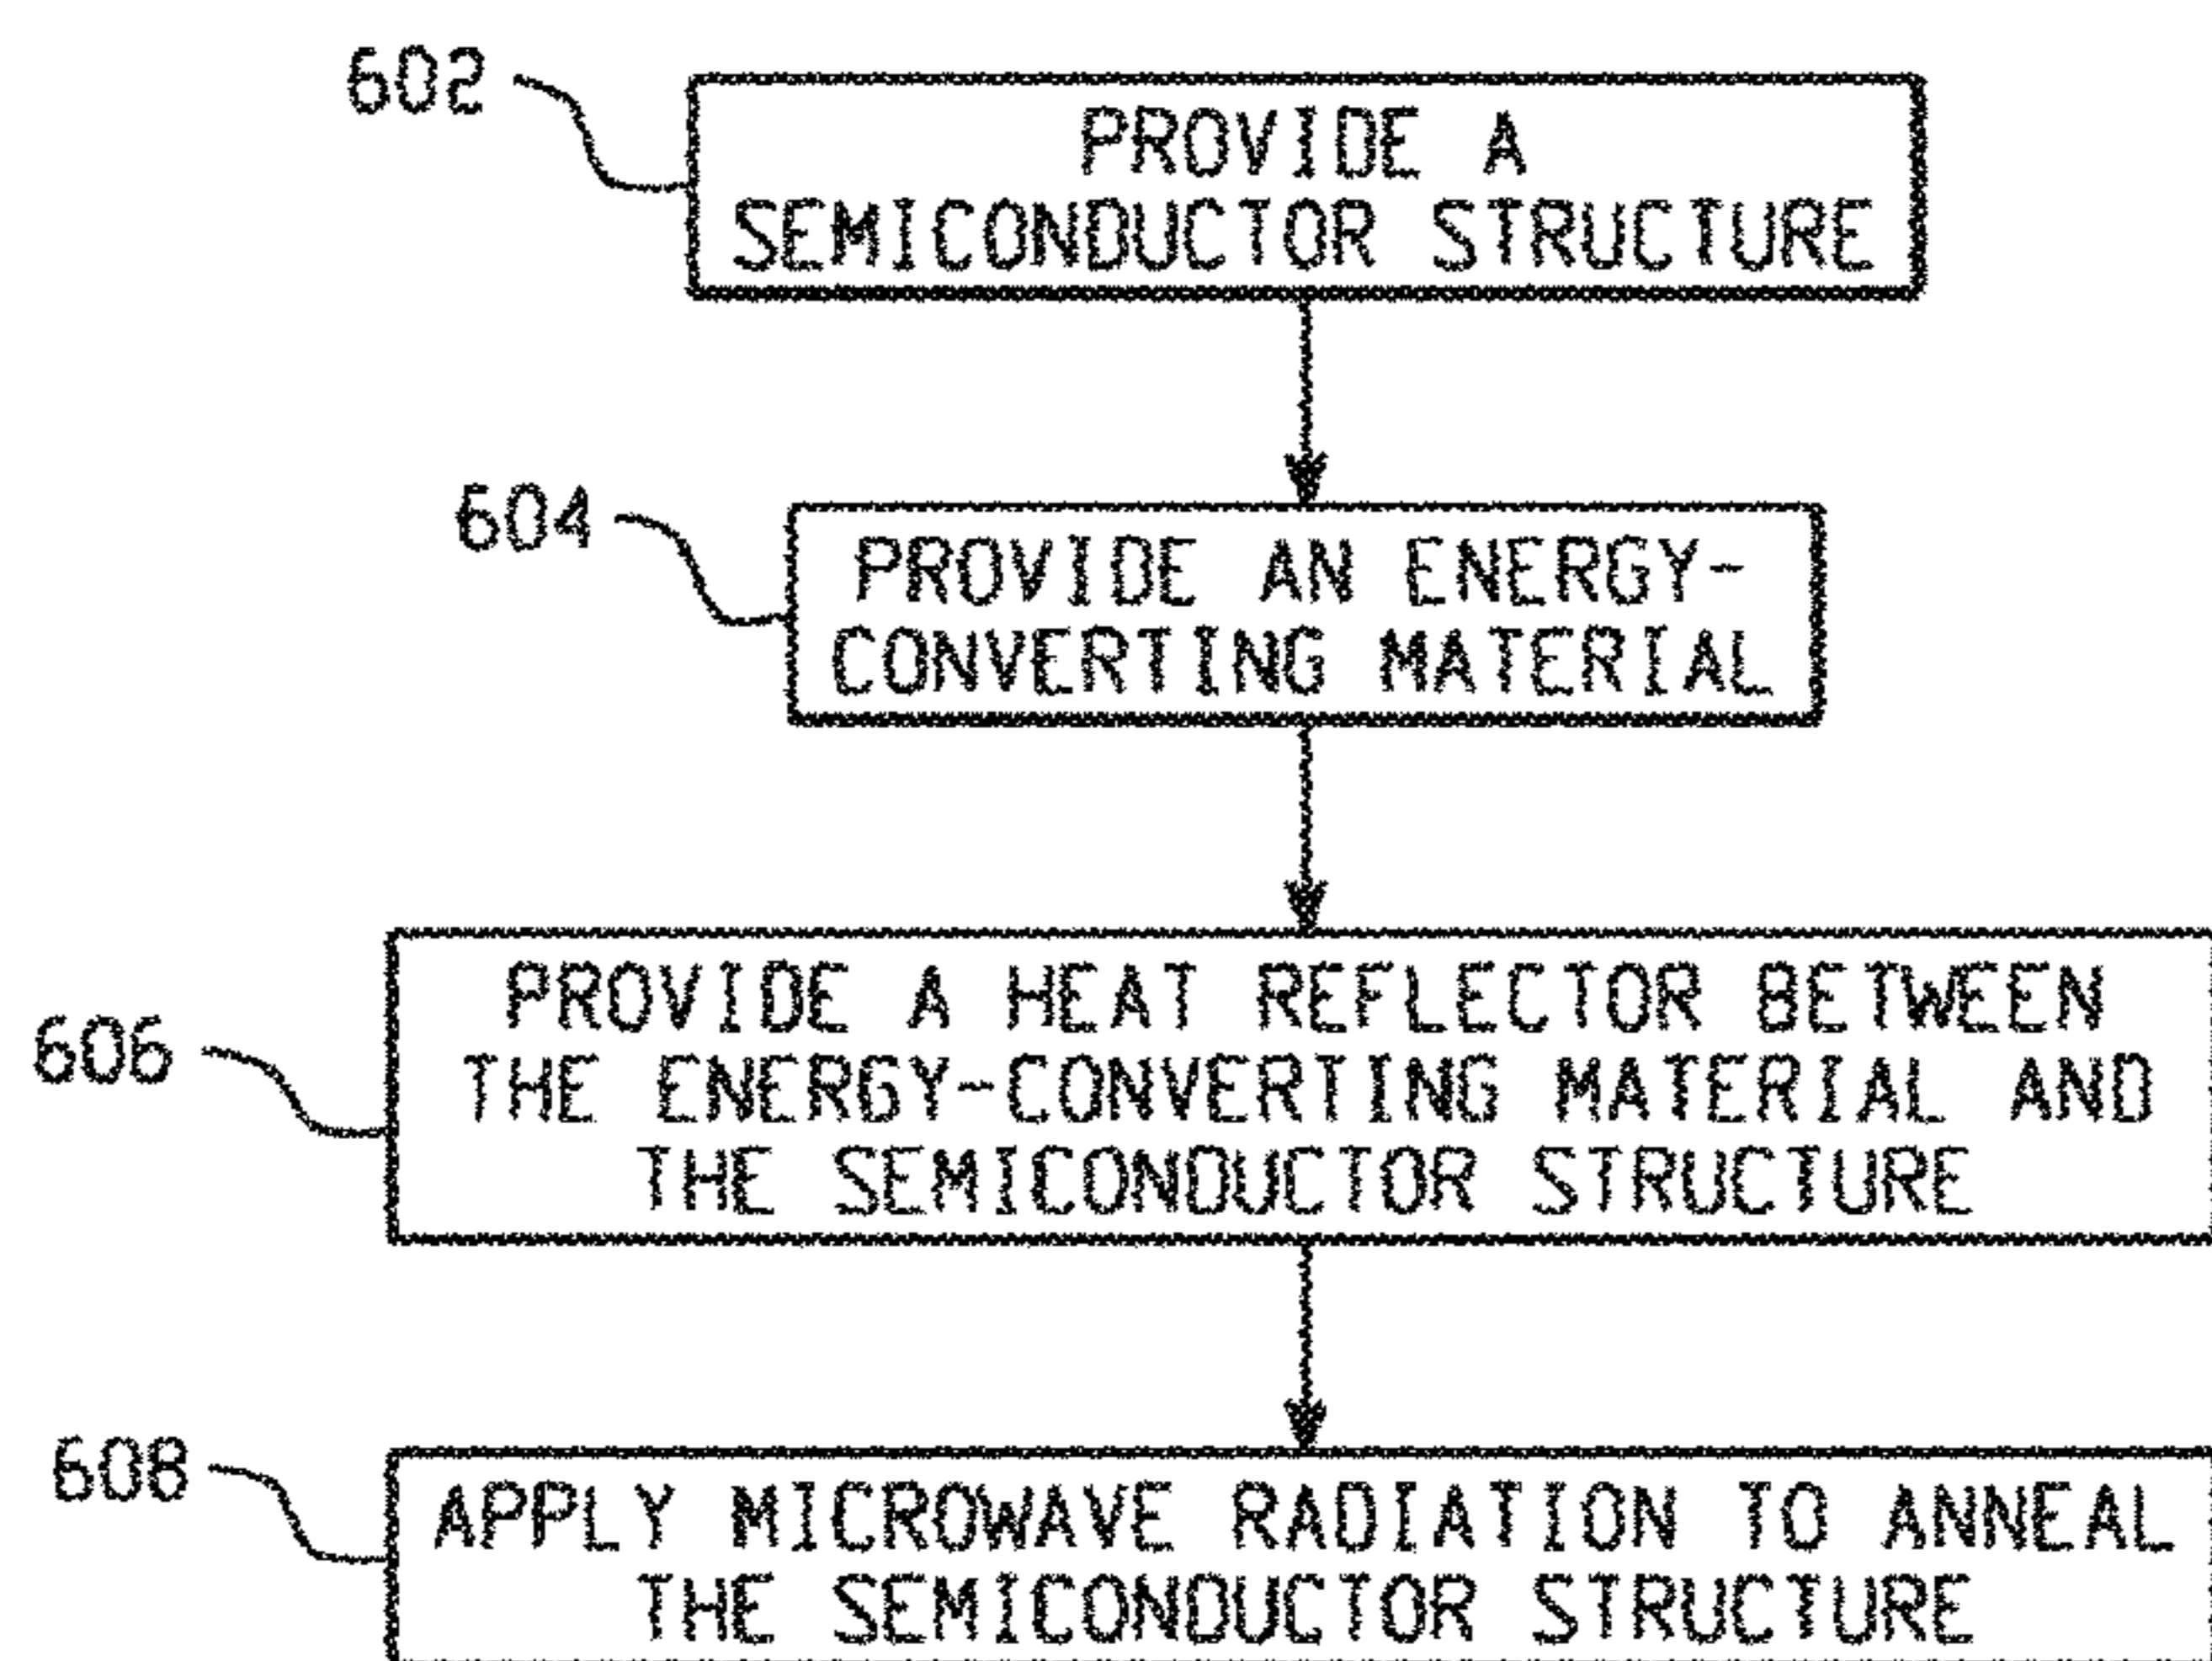 602
PROVIDE A
SEMICONDUCTOR STRUCTURE
604
PROVIDE AN ENERGY-
CONVERTING MATERIAL
606
PROVIDE A HEAT REFLECTOR BETWEEN
THE ENERGY-CONVERTING MATERIAL AND
THE SEMICONDUCTOR STRUCTURE
608
APPLY MICROWAVE RADIATION TO ANNEAL
THE SEMICONDUCTOR STRUCTURE